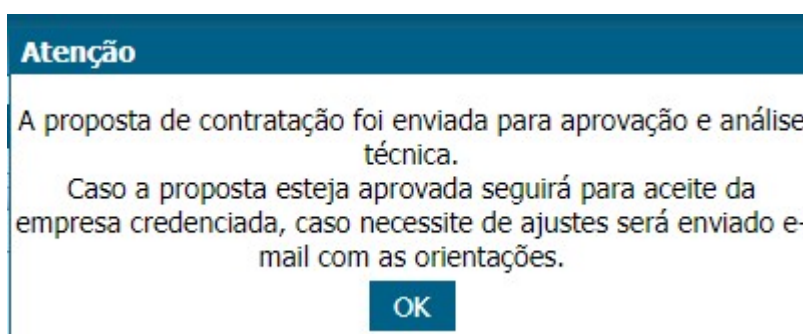 Atenção
A proposta de contratação foi enviada para aprovação e análise
técnica.
Caso a proposta esteja aprovada seguirá para aceite da
empresa credenciada, caso necessite de ajustes será enviado e-
mail com as orientações.
OK